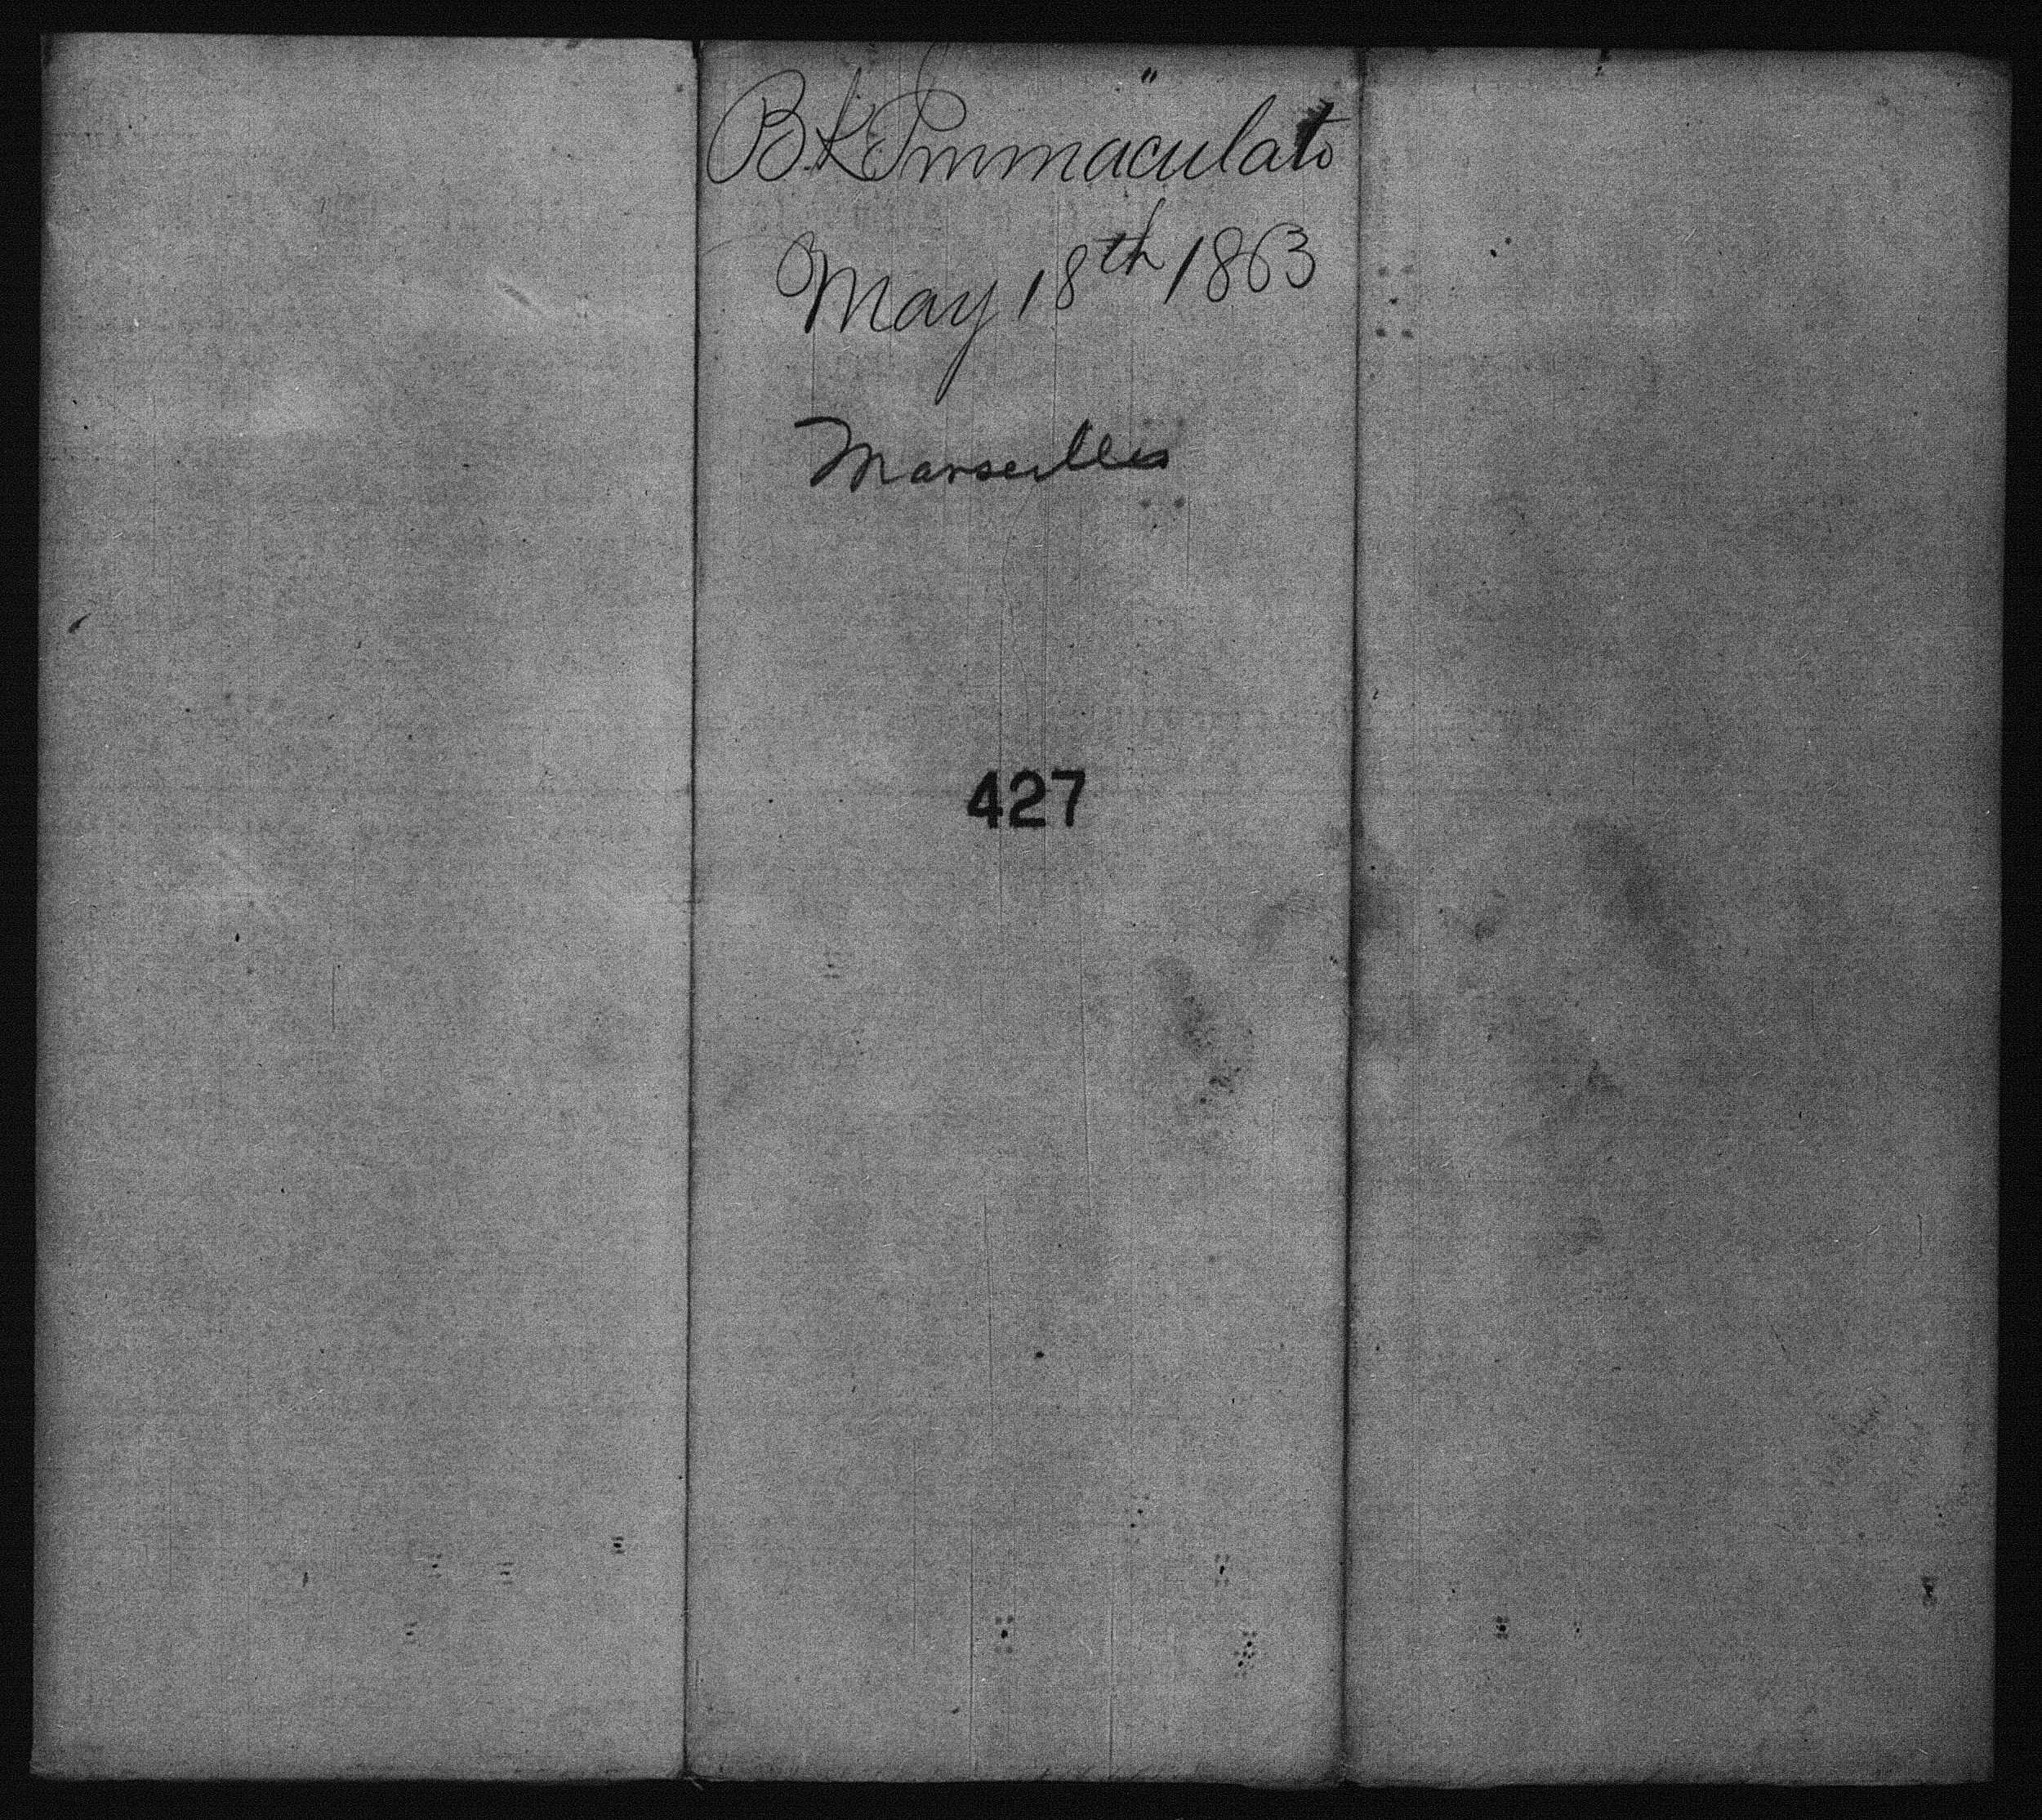 Bk Immaculato
May 18th 1863
Marseilles
427